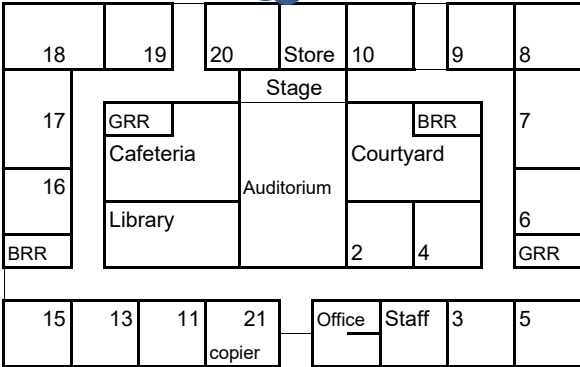 18 19 20 Store 10 9 8
Stage
17 GRR BRR 7
Cafeteria Courtyard
16 Auditorium
Library 6
BRR 2 4 GRR
15 13 11 21 Office Staff 3 5
copier